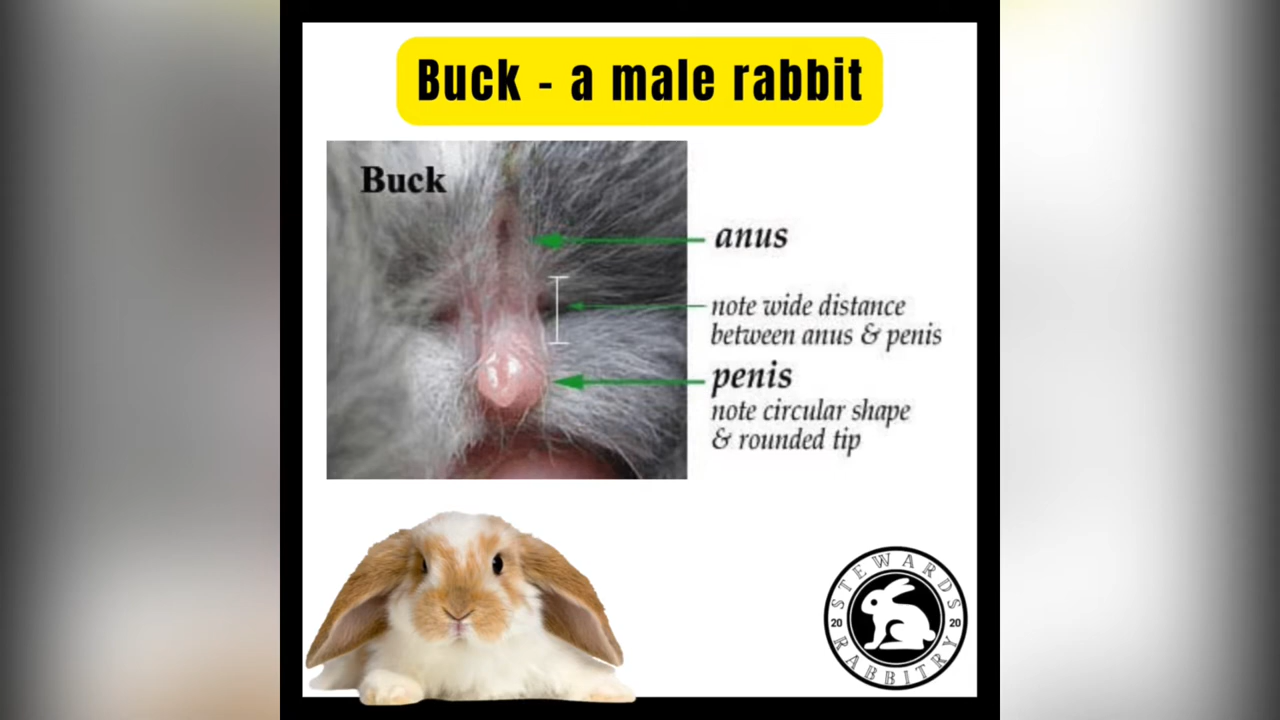 Buck - a male rabbit
Buck
anus
note wide distance
between anus & penis
penis
note circular shape
& rounded tip
STEWARDS
20 20
RABBITRY